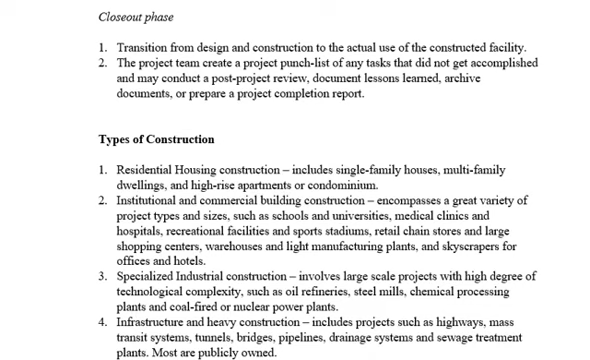 Closeout phase
1. Transition from design and construction to the actual use of the constructed facility.
2. The project team create a project punch-list of any tasks that did not get accomplished
and may conduct a post-project review, document lessons learned, archive
documents, or prepare a project completion report.
Types of Construction
1. Residential Housing construction – includes single-family houses, multi-family
dwellings, and high-rise apartments or condominium.
2. Institutional and commercial building construction – encompasses a great variety of
project types and sizes, such as schools and universities, medical clinics and
hospitals, recreational facilities and sports stadiums, retail chain stores and large
shopping centers, warehouses and light manufacturing plants, and skyscrapers for
offices and hotels.
3. Specialized Industrial construction – involves large scale projects with high degree of
technological complexity, such as oil refineries, steel mills, chemical processing
plants and coal-fired or nuclear power plants.
4. Infrastructure and heavy construction – includes projects such as highways, mass
transit systems, tunnels, bridges, pipelines, drainage systems and sewage treatment
plants. Most are publicly owned.